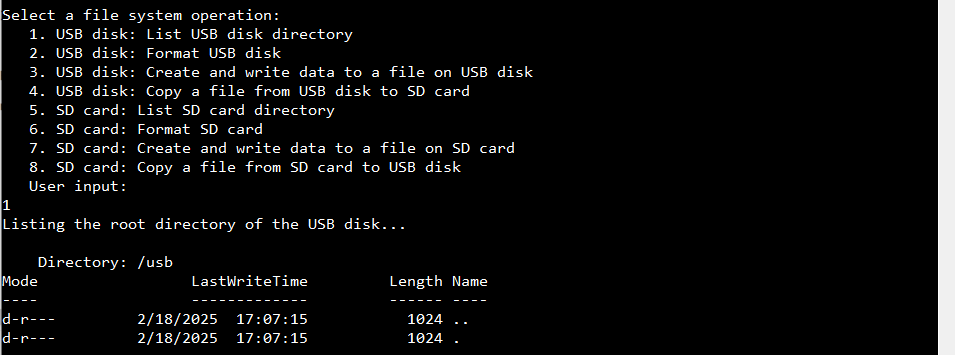 Select a file system operation:
1. USB disk: List USB disk directory
2. USB disk: Format USB disk
3. USB disk: Create and write data to a file on USB disk
4. USB disk: Copy a file from USB disk to SD card
5. SD card: List SD card directory
6. SD card: Format SD card
7. SD card: Create and write data to a file on SD card
8. SD card: Copy a file from SD card to USB disk
User input:
1
Listing the root directory of the USB disk...
Directory: /usb
Mode LastWriteTime Length Name
---- ------------- ------ ----
d-r--- 2/18/2025 17:07:15 1024 ..
d-r--- 2/18/2025 17:07:15 1024 .